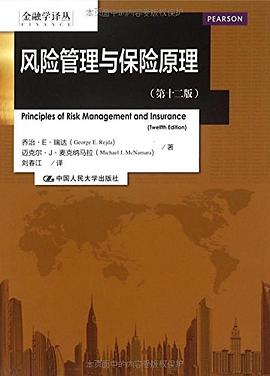 本页面中的内容受版权保护
金融学译丛
FINANCE
PEARSON
风险管理与保险原理
（第十二版）
Principles of Risk Management and Insurance
(Twelfth Edition)
乔治·E·瑞达（George E. Rejda）
迈克尔·J·麦克纳马拉（Michael J. McNamara） / 著
刘春江 / 译
中国人民大学出版社
本页面中的内容受版权保护